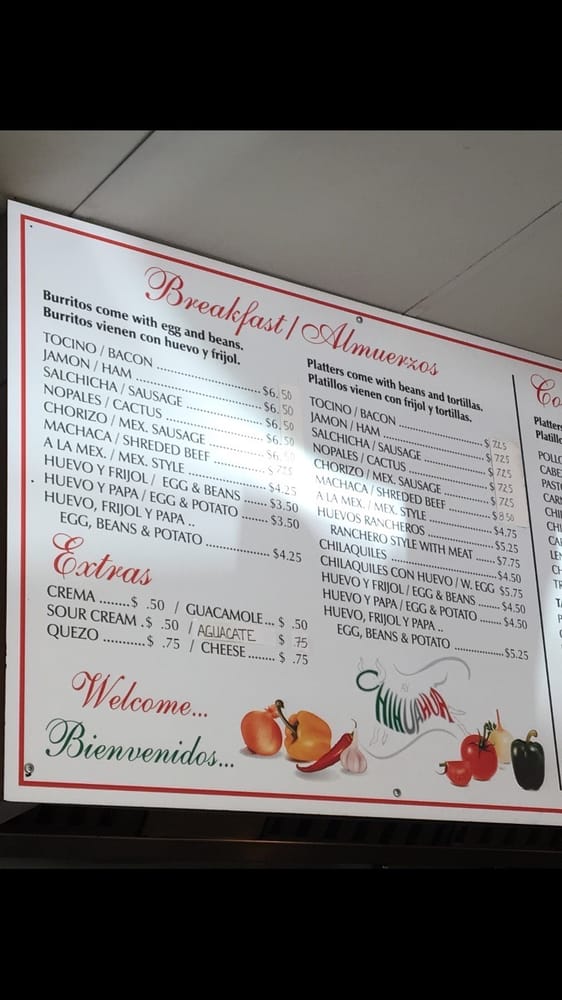 Breakfast / Almuerzos
Burritos come with egg and beans.
Burritos vienen con huevo y frijol.
TOCINO / BACON ........ $6.50
JAMON / HAM ........ $6.50
SALCHICHA / SAUSAGE ........ $6.50
NOPALES / CACTUS ........ $6.50
CHORIZO / MEX. SAUSAGE ........ $6.50
MACHACA / SHREDED BEEF ........ $7.25
A LA MEX. / MEX. STYLE ........ $4.25
HUEVO Y FRIJOL / EGG & BEANS ........ $3.50
HUEVO Y PAPA / EGG & POTATO ........ $3.50
HUEVO, FRIJOL Y PAPA ..
EGG, BEANS & POTATO ........ $4.25
Extras
CREMA ........$ .50 / GUACAMOLE... $ .50
SOUR CREAM .$ .50 / AGUACATE $ .75
QUEZO ...........$ .75 / CHEESE........ $ .75
Welcome...
Bienvenidos...
Platters come with beans and tortillas.
Platillos vienen con frijol y tortillas.
TOCINO / BACON ........ $7.25
JAMON / HAM ........ $7.25
SALCHICHA / SAUSAGE ........ $7.25
NOPALES / CACTUS ........ $7.25
CHORIZO / MEX. SAUSAGE ........ $7.25
MACHACA / SHREDED BEEF ........ $8.50
A LA MEX. / MEX. STYLE ........ $4.75
HUEVOS RANCHEROS ........ $5.25
RANCHERO STYLE WITH MEAT ..... $7.75
CHILAQUILES ........ $4.50
CHILAQUILES CON HUEVO / W. EGG $5.75
HUEVO Y FRIJOL / EGG & BEANS ..... $4.50
HUEVO Y PAPA / EGG & POTATO ..... $4.50
HUEVO, FRIJOL Y PAPA ..
EGG, BEANS & POTATO ........ $5.25
CHIHUAHUA